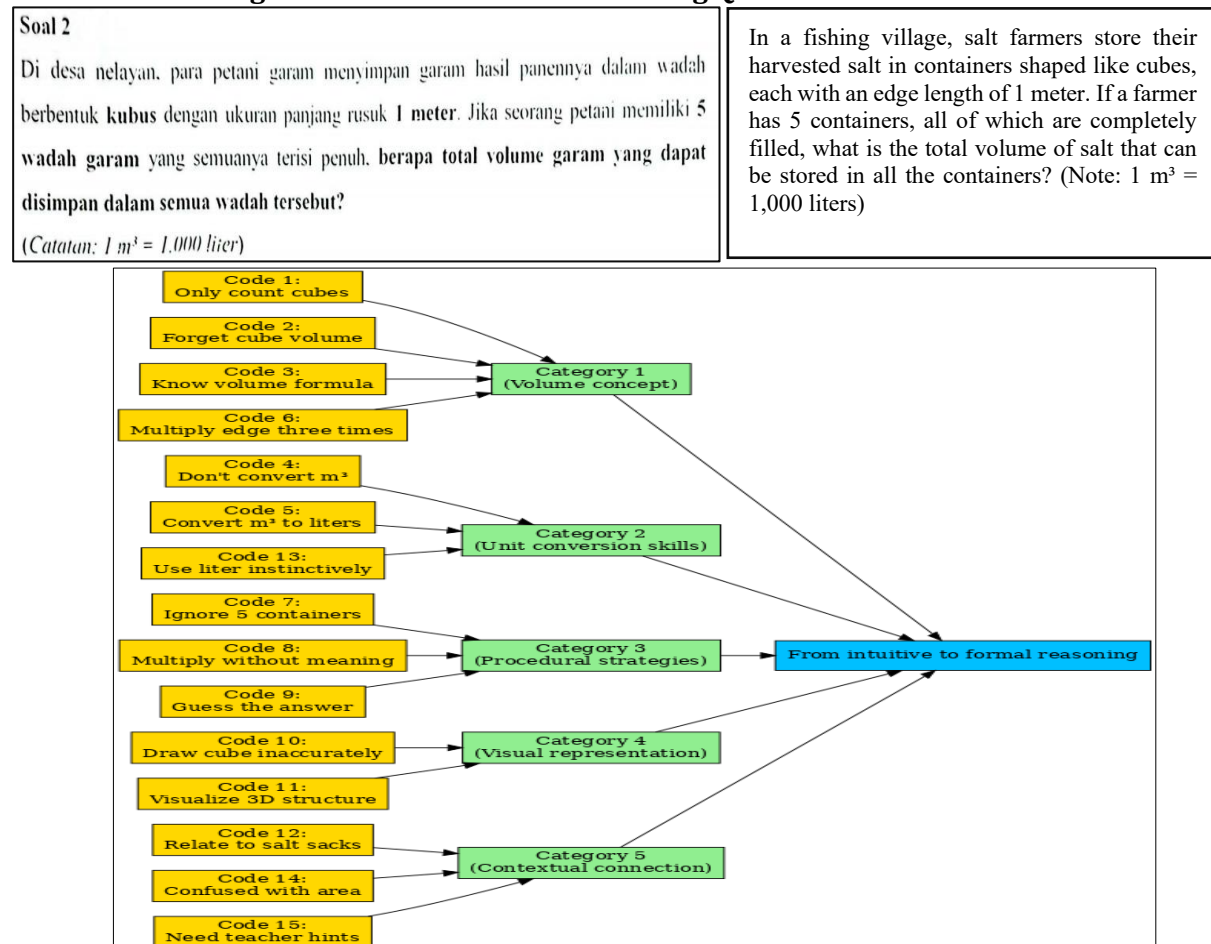 Soal 2
Di desa nelayan, para petani garam menyimpan garam hasil panennya dalam wadah
berbentuk kubus dengan ukuran panjang rusuk 1 meter. Jika seorang petani memiliki 5
wadah garam yang semuanya terisi penuh, berapa total volume garam yang dapat
disimpan dalam semua wadah tersebut?
(Catatan: 1 m³ = 1.000 liter)
In a fishing village, salt farmers store their
harvested salt in containers shaped like cubes,
each with an edge length of 1 meter. If a farmer
has 5 containers, all of which are completely
filled, what is the total volume of salt that can
be stored in all the containers? (Note: 1 m³ =
1,000 liters)
Code 1:
Only count cubes
Code 2:
Forget cube volume
Code 3:
Know volume formula
Code 6:
Multiply edge three times
Category 1
(Volume concept)
Code 4:
Don't convert m³
Code 5:
Convert m³ to liters
Code 13:
Use liter instinctively
Category 2
(Unit conversion skills)
Code 7:
Ignore 5 containers
Code 8:
Multiply without meaning
Code 9:
Guess the answer
Category 3
(Procedural strategies)
From intuitive to formal reasoning
Code 10:
Draw cube inaccurately
Code 11:
Visualize 3D structure
Category 4
(Visual representation)
Code 12:
Relate to salt sacks
Code 14:
Confused with area
Code 15:
Need teacher hints
Category 5
(Contextual connection)